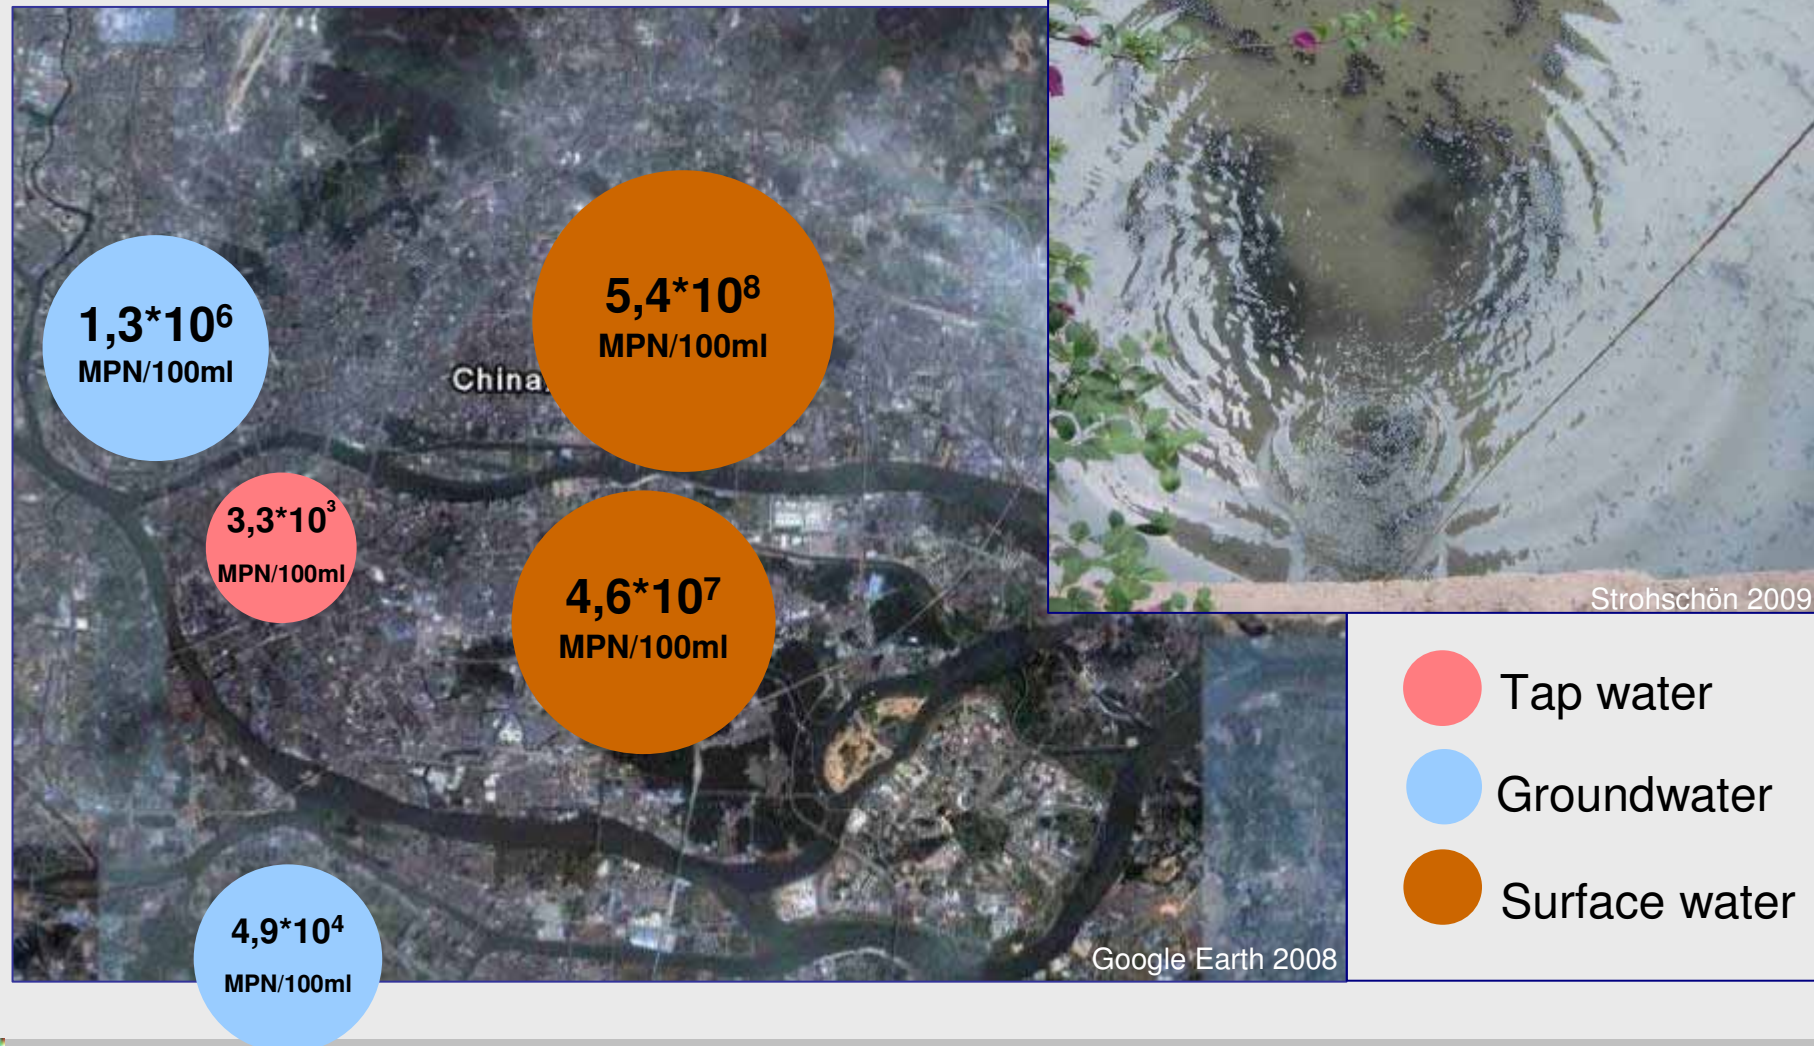 1,3*10⁶
MPN/100ml
5,4*10⁸
MPN/100ml
China
3,3*10³
MPN/100ml
4,6*10⁷
MPN/100ml
4,9*10⁴
MPN/100ml
Google Earth 2008
Strohschön 2009
Tap water
Groundwater
Surface water